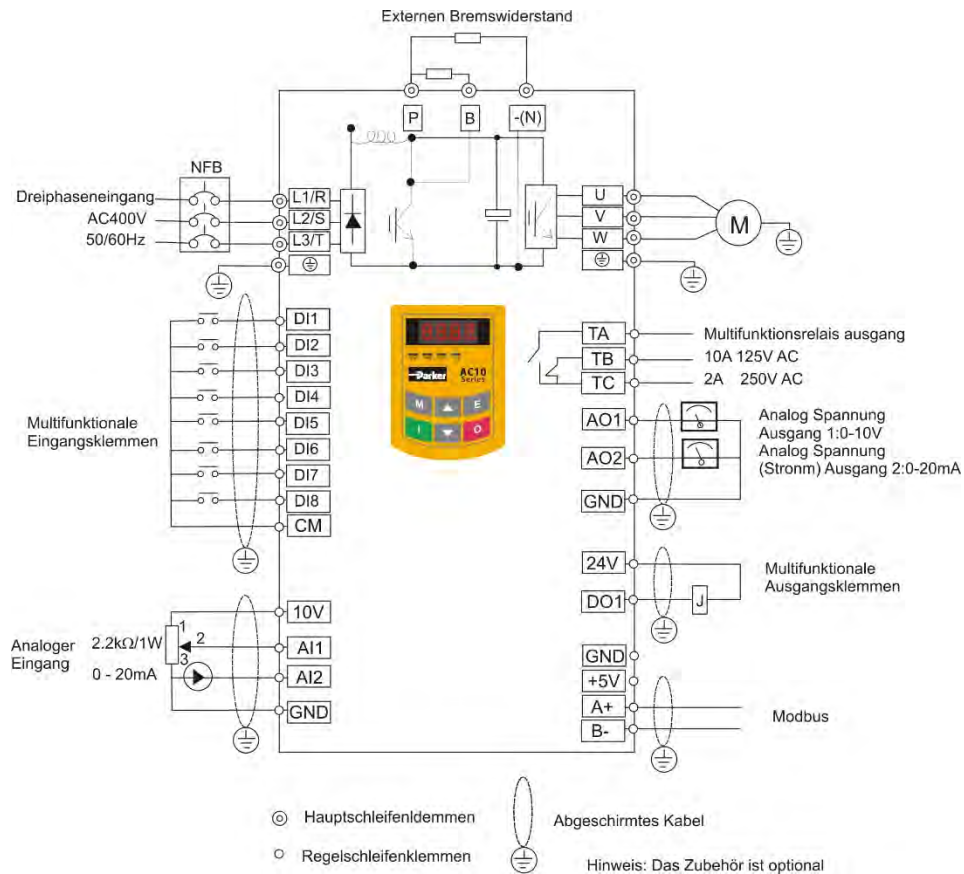 Externen Bremswiderstand
P
B
-(N)
NFB
Dreiphaseneingang
AC400V
50/60Hz
L1/R
L2/S
L3/T
U
V
W
M
DI1
DI2
DI3
DI4
DI5
DI6
DI7
DI8
CM
Multifunktionale
Eingangsklemmen
Parker
AC10
Series
M
E
I
O
TA
TB
TC
Multifunktionsrelais ausgang
10A 125V AC
2A 250V AC
AO1
AO2
GND
Analog Spannung
Ausgang 1:0-10V
Analog Spannung
(Stronm) Ausgang 2:0-20mA
24V
DO1
J
Multifunktionale
Ausgangsklemmen
10V
AI1
AI2
GND
1
2
3
Analoger
Eingang
2.2kΩ/1W
0 - 20mA
GND
+5V
A+
B-
Modbus
Hauptschleifenldemmen
Regelschleifenklemmen
Abgeschirmtes Kabel
Hinweis: Das Zubehör ist optional